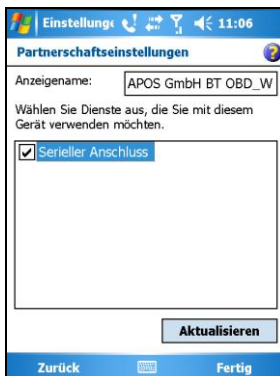 Einstellunge 11:06
Partnerschaftseinstellungen
Anzeigename: APOS GmbH BT OBD_W
Wählen Sie Dienste aus, die Sie mit diesem
Gerät verwenden möchten.
Serieller Anschluss
Aktualisieren
Zurück Fertig